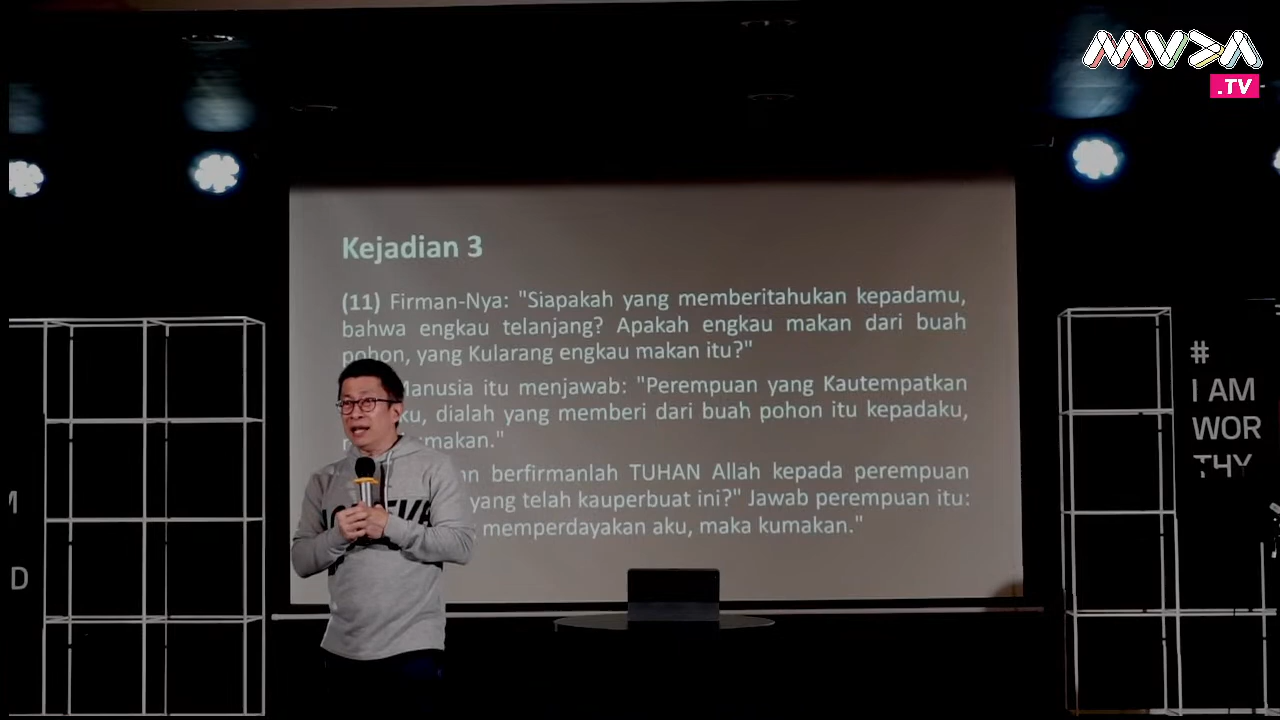 MVDA
.TV
Kejadian 3
(11) Firman-Nya: "Siapakah yang memberitahukan kepadamu,
bahwa engkau telanjang? Apakah engkau makan dari buah
pohon, yang Kularang engkau makan itu?"
Manusia itu menjawab: "Perempuan yang Kautempatkan
ku, dialah yang memberi dari buah pohon itu kepadaku,
makan."
berfirmanlah TUHAN Allah kepada perempuan
yang telah kauperbuat ini?" Jawab perempuan itu:
memperdayakan aku, maka kumakan."
#
I AM
WOR
THY
D